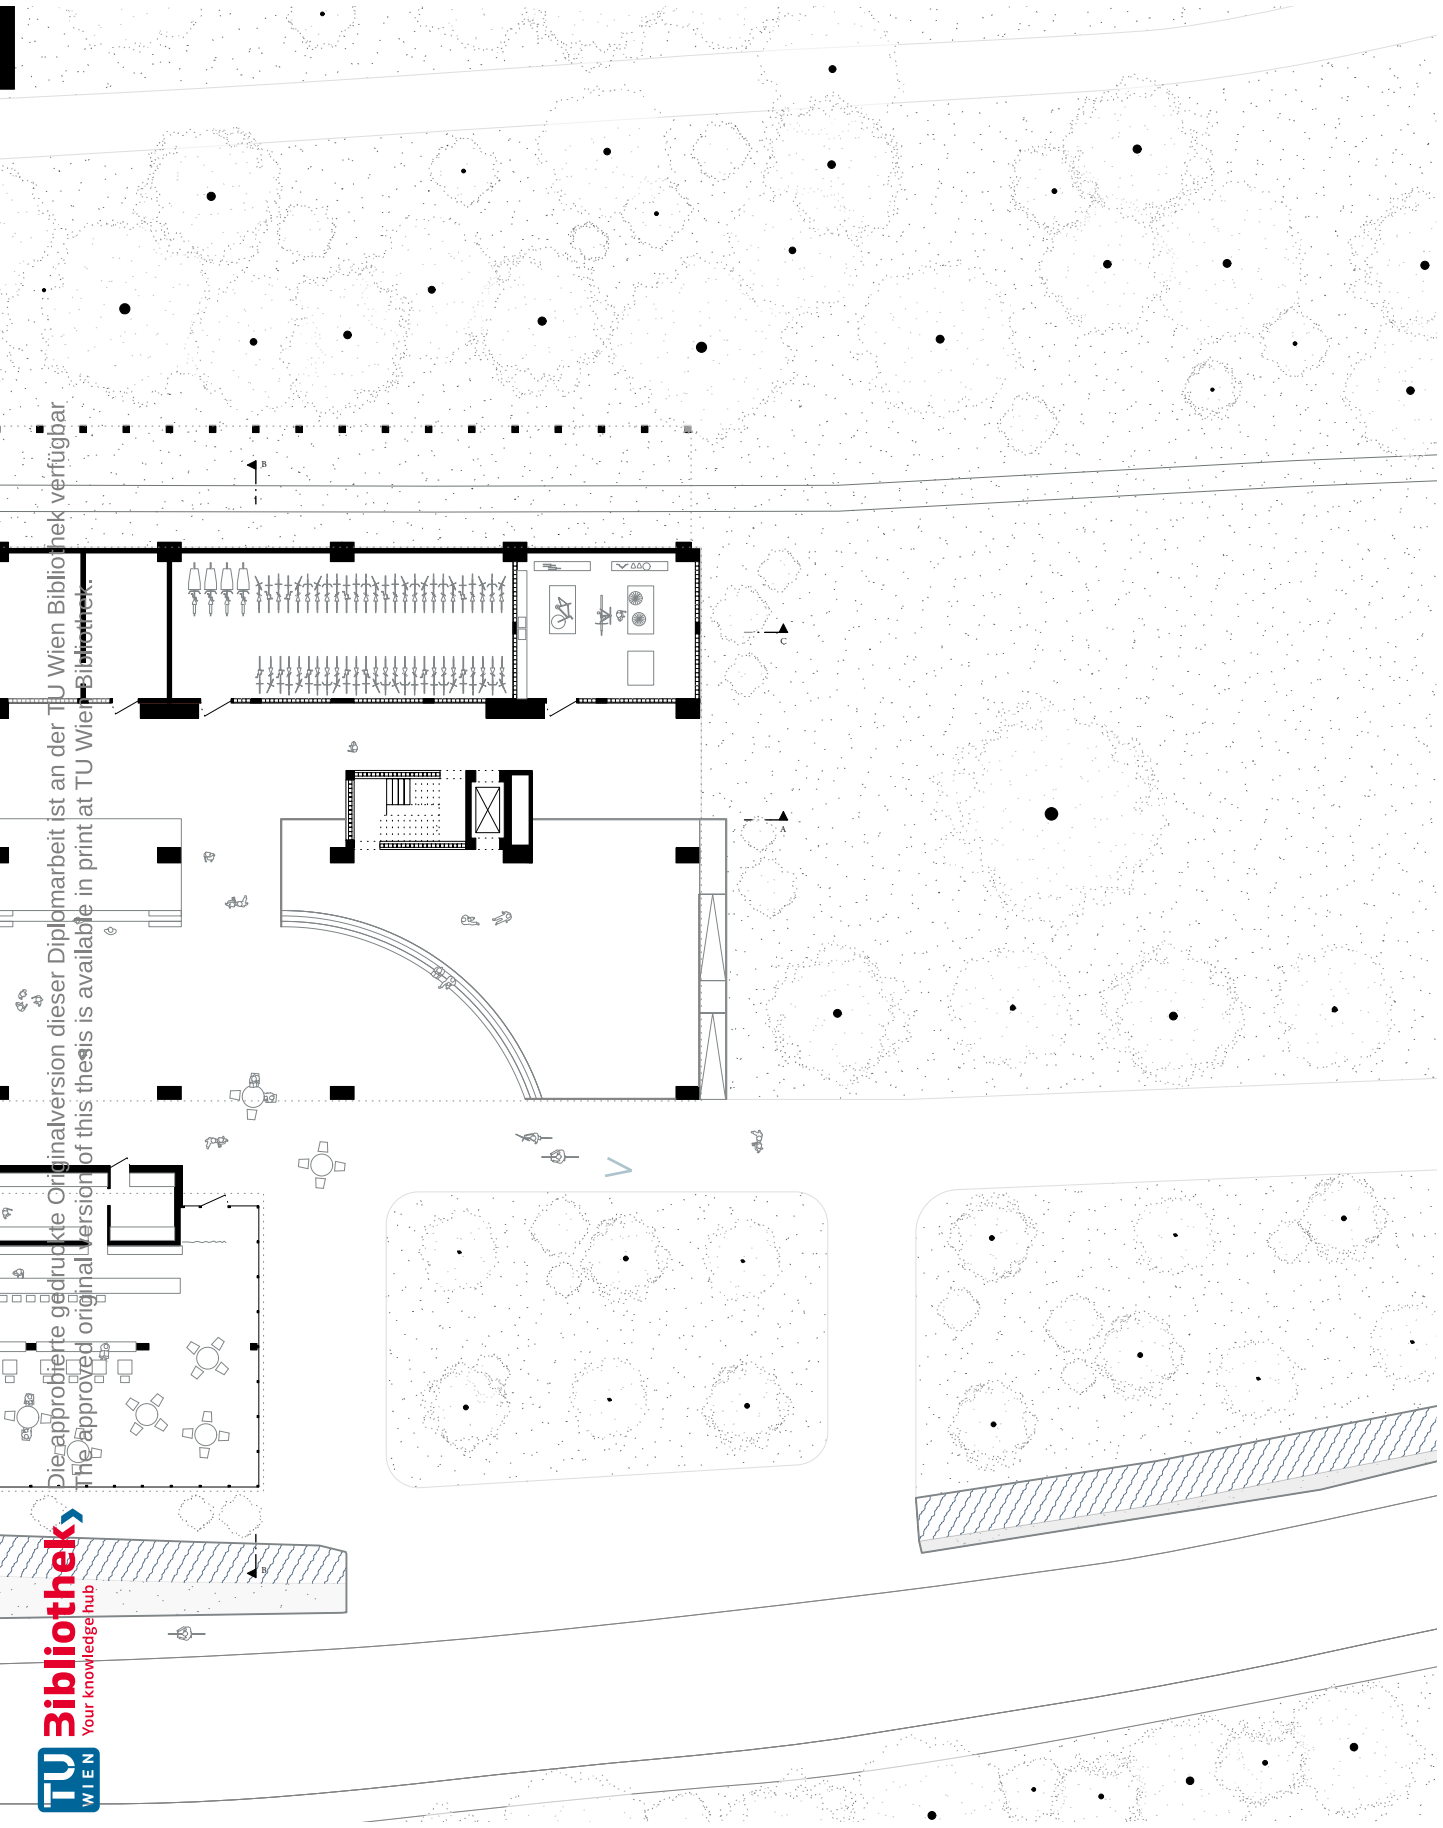 B
C
A
B
Die approbierte gedruckte Originalversion dieser Diplomarbeit ist an der TU Wien Bibliothek verfügbar
The approved original version of this thesis is available in print at TU Wien Bibliothek.
Bibliothek
Your knowledge hub
TU
WIEN